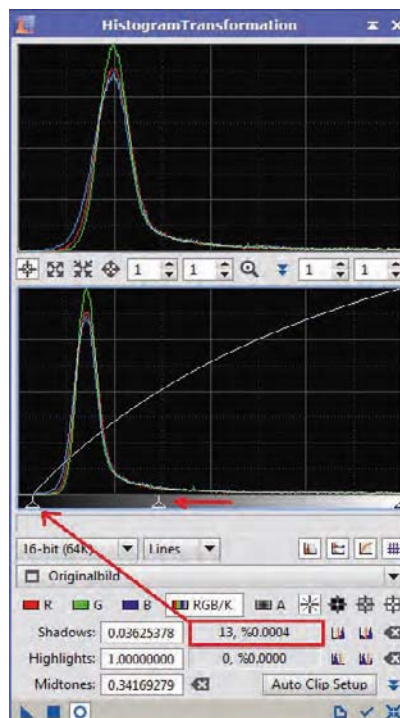 HistogramTransformation
1 1 1 1
16-bit (64K) Lines
Originalbild
R G B RGB/K A
Shadows: 0.03625378 13, %0.0004
Highlights: 1.00000000 0, %0.0000
Midtones: 0.34169279 Auto Clip Setup